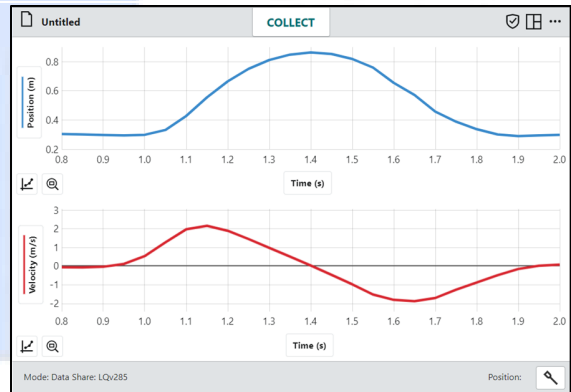 Untitled
COLLECT
Position (m)
0.8
0.6
0.4
0.2
0.8 0.9 1.0 1.1 1.2 1.3 1.4 1.5 1.6 1.7 1.8 1.9 2.0
Time (s)
Velocity (m/s)
3
2
1
0
-1
-2
0.8 0.9 1.0 1.1 1.2 1.3 1.4 1.5 1.6 1.7 1.8 1.9 2.0
Time (s)
Mode: Data Share: LQv285
Position: